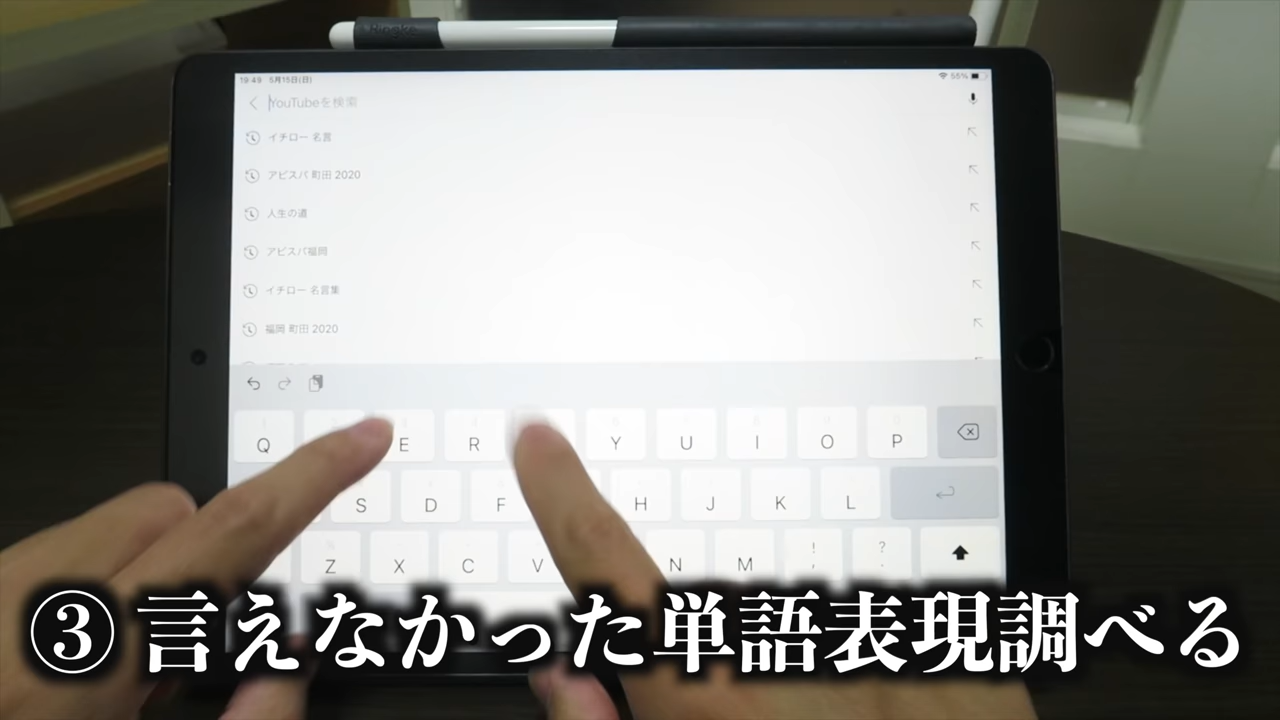 Ringke
19:49 5月15日(日)
55%
YouTubeを検索
イチロー 名言
アビスパ 町田 2020
人生の道
アビスパ福岡
イチロー 名言集
福岡 町田 2020
Q E R Y U I O P
S D F H J K L
Z X C V N M ! , ? .
③言えなかった単語表現調べる